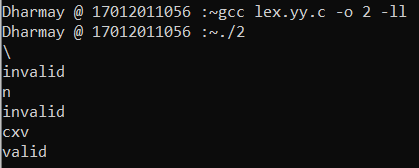 Dharmay @ 17012011056 :~gcc lex.yy.c -o 2 -ll
Dharmay @ 17012011056 :~./2
\
invalid
n
invalid
cxv
valid